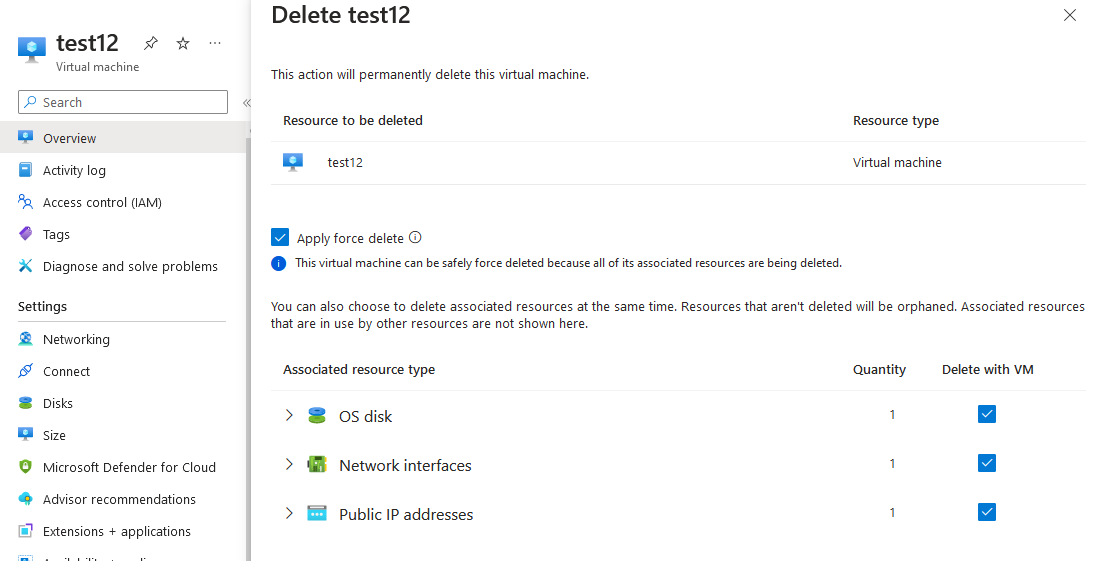 test12
Virtual machine
Search
Overview
Activity log
Access control (IAM)
Tags
Diagnose and solve problems
Settings
Networking
Connect
Disks
Size
Microsoft Defender for Cloud
Advisor recommendations
Extensions + applications
Delete test12
This action will permanently delete this virtual machine.
Resource to be deleted Resource type
test12 Virtual machine
Apply force delete
This virtual machine can be safely force deleted because all of its associated resources are being deleted.
You can also choose to delete associated resources at the same time. Resources that aren't deleted will be orphaned. Associated resources
that are in use by other resources are not shown here.
Associated resource type Quantity Delete with VM
OS disk 1
Network interfaces 1
Public IP addresses 1